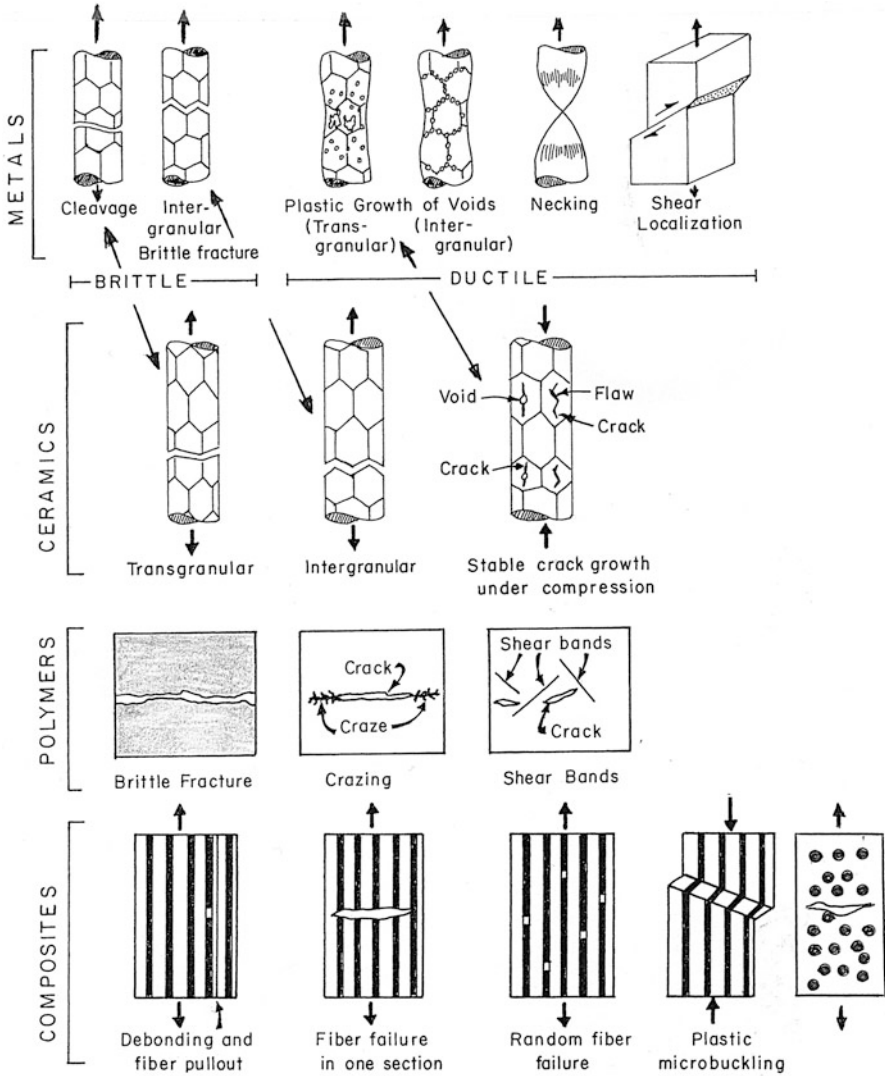 METALS
Cleavage
Inter-
granular
Brittle fracture
Plastic Growth of Voids
(Trans-
granular)
(Inter-
granular)
Necking
Shear
Localization
BRITTLE
DUCTILE
CERAMICS
Void
Flaw
Crack
Crack
Transgranular
Intergranular
Stable crack growth
under compression
POLYMERS
Crack
Craze
Shear bands
Crack
Brittle Fracture
Crazing
Shear Bands
COMPOSITES
Debonding and
fiber pullout
Fiber failure
in one section
Random fiber
failure
Plastic
microbuckling